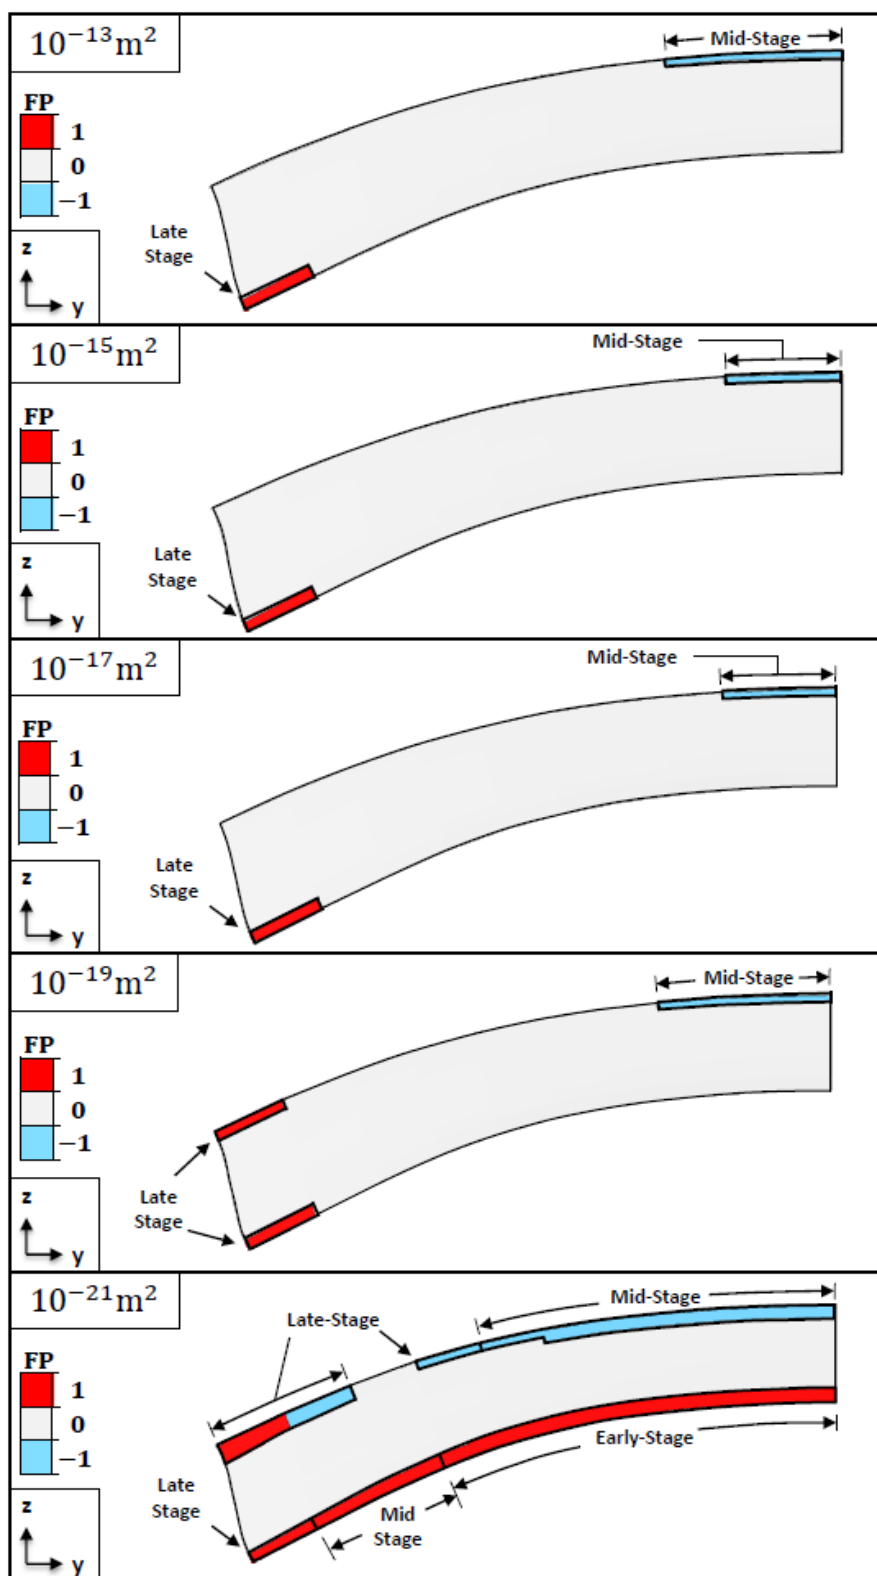 10⁻¹³m²
Mid-Stage
FP
1
0
−1
Late
Stage
z
y
10⁻¹⁵m²
Mid-Stage
FP
1
0
−1
Late
Stage
z
y
10⁻¹⁷m²
Mid-Stage
FP
1
0
−1
Late
Stage
z
y
10⁻¹⁹m²
Mid-Stage
FP
1
0
−1
Late
Stage
z
y
10⁻²¹m²
Mid-Stage
Late-Stage
FP
1
0
−1
Early-Stage
Late
Stage
Mid
Stage
z
y